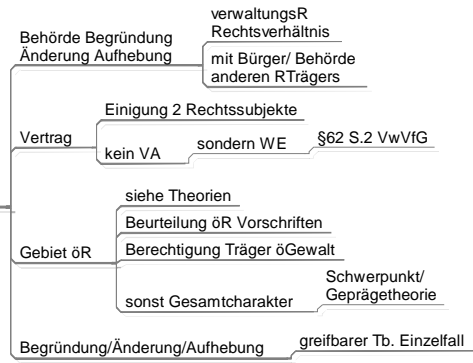 verwaltungsR
Rechtsverhältnis
Behörde Begründung
Änderung Aufhebung
mit Bürger/ Behörde
anderen RTrägers
Einigung 2 Rechtssubjekte
Vertrag
kein VA
sondern WE
§62 S.2 VwVfG
siehe Theorien
Beurteilung öR Vorschriften
Gebiet öR
Berechtigung Träger öGewalt
sonst Gesamtcharakter
Schwerpunkt/
Geprägetheorie
Begründung/Änderung/Aufhebung
greifbarer Tb. Einzelfall